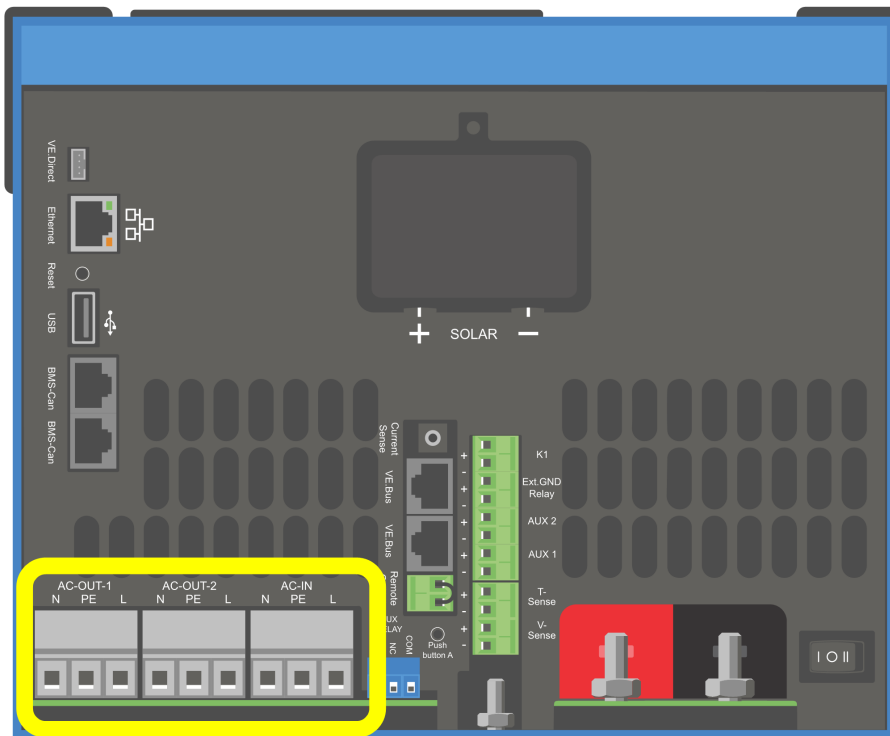 VE.Direct
Ethernet
Reset
USB
BMS-Can
BMS-Can
+ SOLAR −
Current
Sense
VE.Bus
VE.Bus
Remote
+
-
+
-
+
-
+
-
+
-
+
-
K1
Ext.GND
Relay
AUX 2
AUX 1
T-
Sense
V-
Sense
NC
COM
Push
button A
AC-OUT-1
N PE L
AC-OUT-2
N PE L
AC-IN
N PE L
I O II